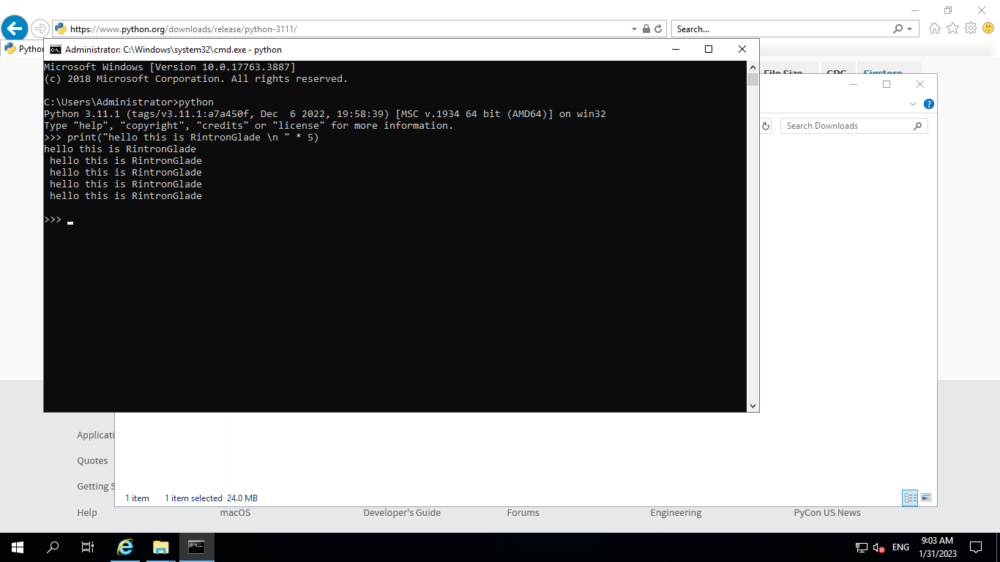 https://www.python.org/downloads/release/python-3111/
Search...
Administrator: C:\Windows\system32\cmd.exe - python
Microsoft Windows [Version 10.0.17763.3887]
(c) 2018 Microsoft Corporation. All rights reserved.
C:\Users\Administrator>python
Python 3.11.1 (tags/v3.11.1:a7a450f, Dec  6 2022, 19:58:39) [MSC v.1934 64 bit (AMD64)] on win32
Type "help", "copyright", "credits" or "license" for more information.
>>> print("hello this is RintronGlade \n " * 5)
hello this is RintronGlade
 hello this is RintronGlade
 hello this is RintronGlade
 hello this is RintronGlade
 hello this is RintronGlade
>>>
File Size GPG Sigstore
Search Downloads
Applicati
Quotes
Getting S
1 item 1 item selected 24.0 MB
Help macOS Developer's Guide Forums Engineering PyCon US News
ENG
9:03 AM
1/31/2023